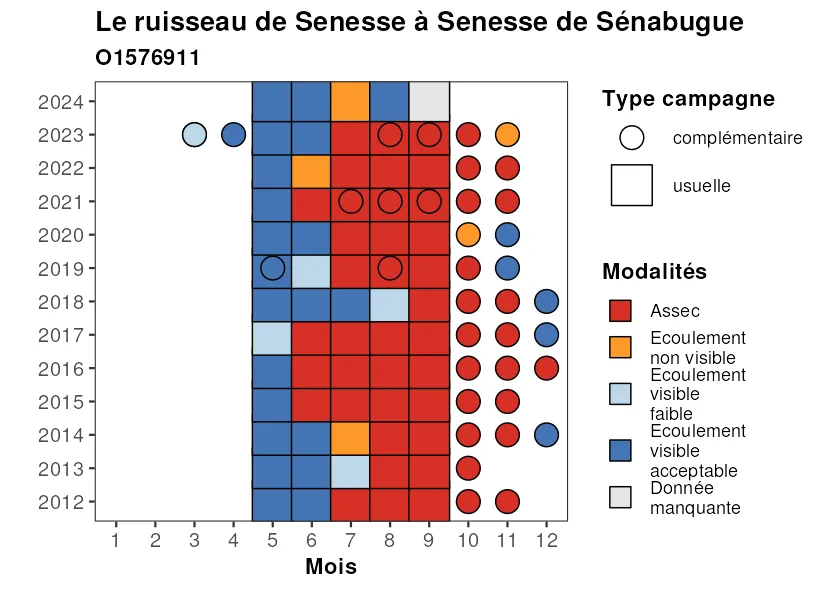 Le ruisseau de Senesse à Senesse de Sénabugue
O1576911
2024
2023
2022
2021
2020
2019
2018
2017
2016
2015
2014
2013
2012
1 2 3 4 5 6 7 8 9 10 11 12
Mois
Type campagne
complémentaire
usuelle
Modalités
Assec
Ecoulement
non visible
Ecoulement
visible
faible
Ecoulement
visible
acceptable
Donnée
manquante